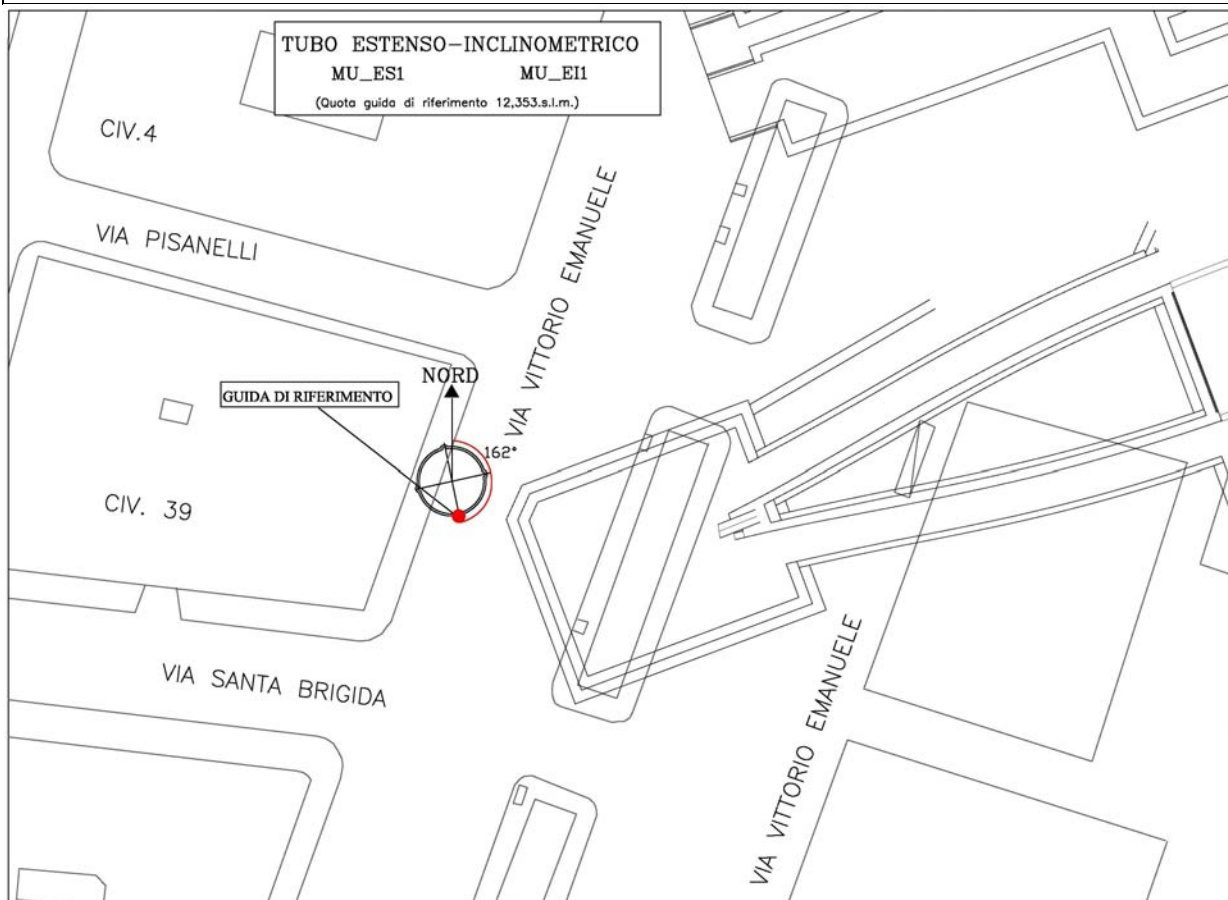 TUBO ESTENSO-INCLINOMETRICO
MU_ES1 MU_EI1
(Quota guida di riferimento 12,353.s.l.m.)
CIV.4
VIA PISANELLI
VIA VITTORIO EMANUELE
NORD
GUIDA DI RIFERIMENTO
162°
CIV. 39
VIA SANTA BRIGIDA
VIA VITTORIO EMANUELE